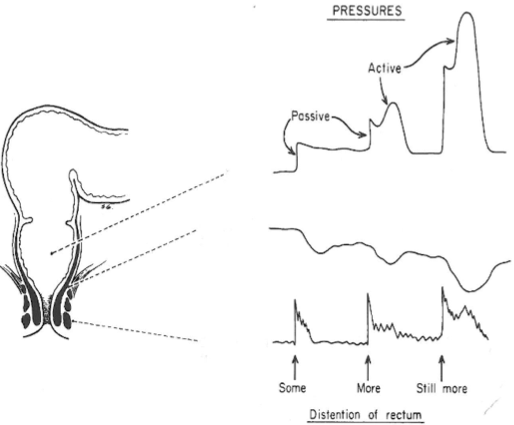 PRESSURES
Active
Passive
Some
More
Still more
Distention of rectum